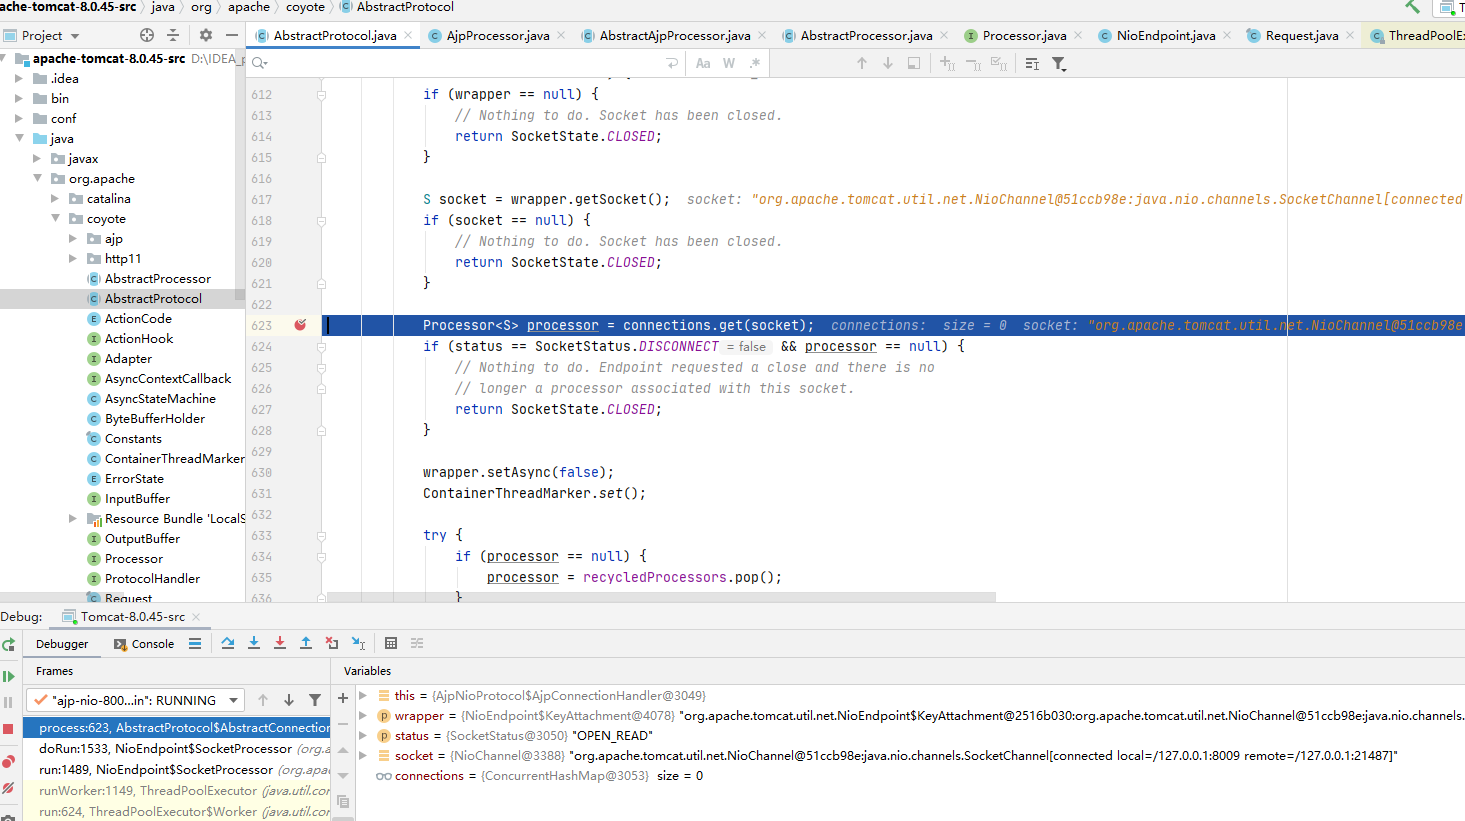 ache-tomcat-8.0.45-src › java › org › apache › coyote › AbstractProtocol
Project
AbstractProtocol.java × AjpProcessor.java × AbstractAjpProcessor.java × AbstractProcessor.java × Processor.java × NioEndpoint.java × Request.java × ThreadPoolEx
apache-tomcat-8.0.45-src D:\IDEA_p
.idea
bin
conf
java
javax
org.apache
catalina
coyote
ajp
http11
AbstractProcessor
AbstractProtocol
ActionCode
ActionHook
Adapter
AsyncContextCallback
AsyncStateMachine
ByteBufferHolder
Constants
ContainerThreadMarker
ErrorState
InputBuffer
Resource Bundle 'LocalS
OutputBuffer
Processor
ProtocolHandler
Request
Aa W .*
612 if (wrapper == null) {
613 // Nothing to do. Socket has been closed.
614 return SocketState.CLOSED;
615 }
616
617 S socket = wrapper.getSocket(); socket: "org.apache.tomcat.util.net.NioChannel@51ccb98e:java.nio.channels.SocketChannel[connected
618 if (socket == null) {
619 // Nothing to do. Socket has been closed.
620 return SocketState.CLOSED;
621 }
622
623 Processor<S> processor = connections.get(socket); connections: size = 0 socket: "org.apache.tomcat.util.net.NioChannel@51ccb98e
624 if (status == SocketStatus.DISCONNECT = false && processor == null) {
625 // Nothing to do. Endpoint requested a close and there is no
626 // longer a processor associated with this socket.
627 return SocketState.CLOSED;
628 }
629
630 wrapper.setAsync(false);
631 ContainerThreadMarker.set();
632
633 try {
634 if (processor == null) {
635 processor = recycledProcessors.pop();
636 }
Debug: Tomcat-8.0.45-src ×
Debugger Console
Frames
"ajp-nio-800...in": RUNNING
process:623, AbstractProtocol$AbstractConnection
doRun:1533, NioEndpoint$SocketProcessor (org.a
run:1489, NioEndpoint$SocketProcessor (org.apa
runWorker:1149, ThreadPoolExecutor (java.util.con
run:624, ThreadPoolExecutor$Worker (java.util.con
Variables
this = {AjpNioProtocol$AjpConnectionHandler@3049}
wrapper = {NioEndpoint$KeyAttachment@4078} "org.apache.tomcat.util.net.NioEndpoint$KeyAttachment@2516b030:org.apache.tomcat.util.net.NioChannel@51ccb98e:java.nio.channels.
status = {SocketStatus@3050} "OPEN_READ"
socket = {NioChannel@3388} "org.apache.tomcat.util.net.NioChannel@51ccb98e:java.nio.channels.SocketChannel[connected local=/127.0.0.1:8009 remote=/127.0.0.1:21487]"
connections = {ConcurrentHashMap@3053} size = 0